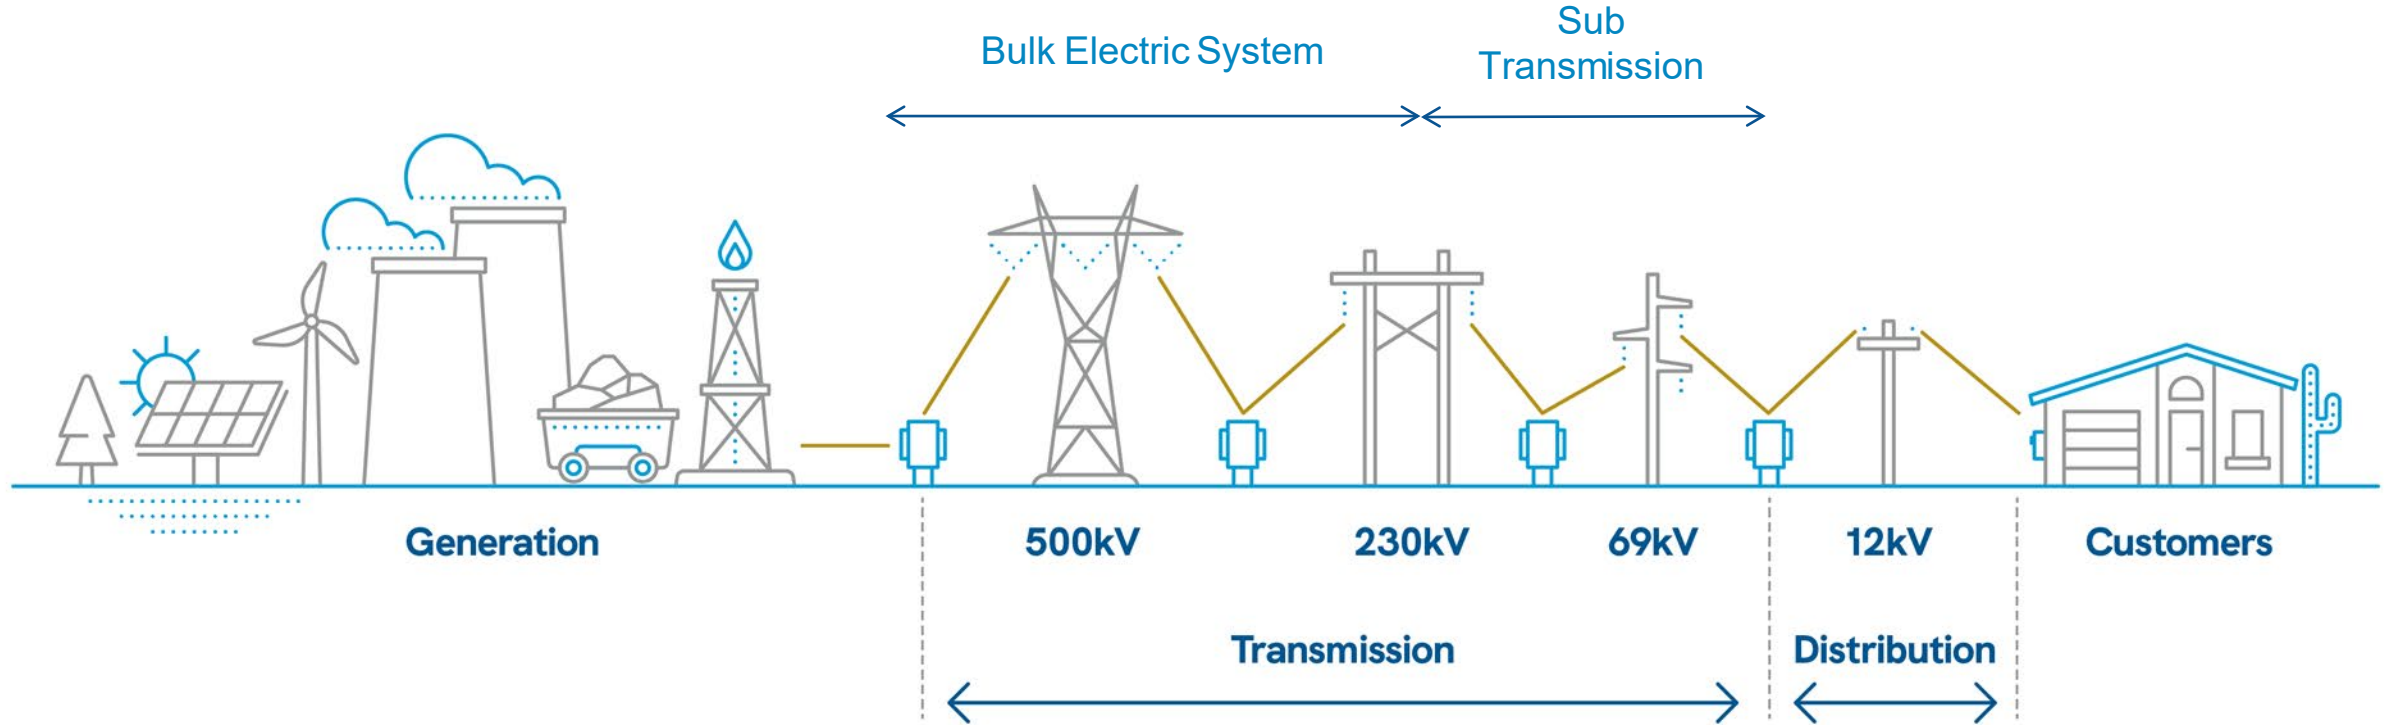 Bulk Electric System
Sub
Transmission
Generation
500kV
230kV
69kV
12kV
Customers
Transmission
Distribution